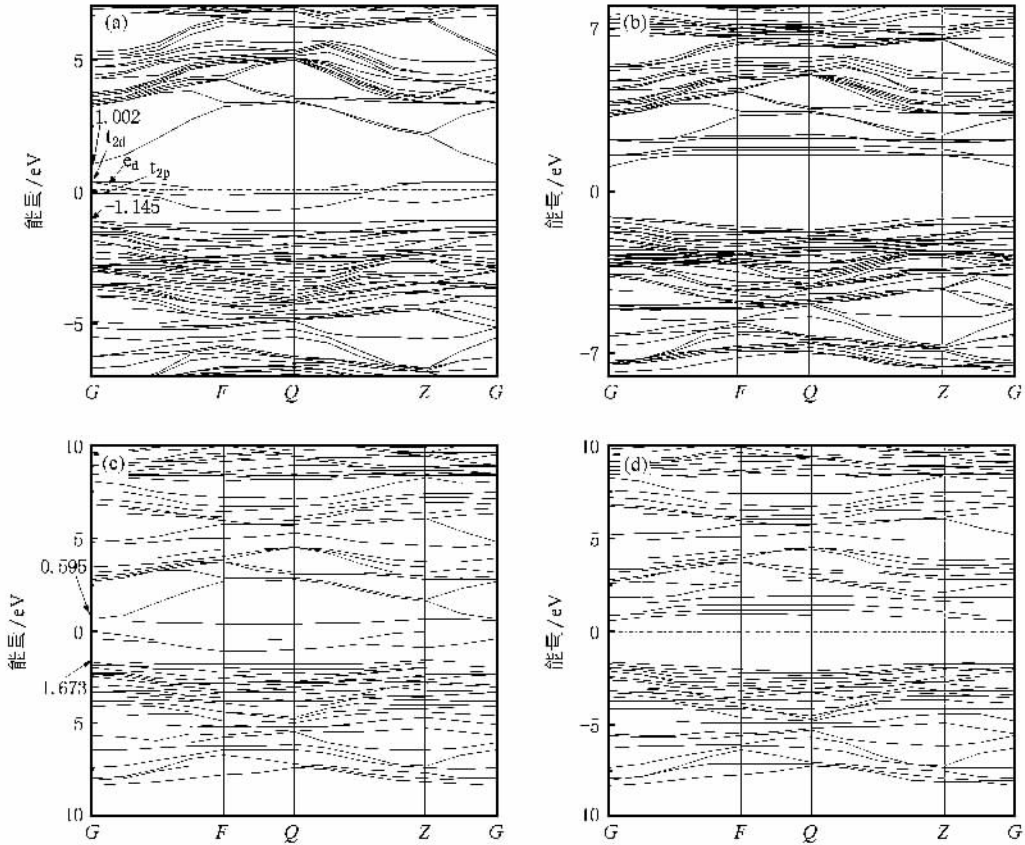 (a)
5
1.002
t2d
ed
t2p
0
-1.145
-5
能量/eV
G F Q Z G
(b)
7
0
-7
能量/eV
G F Q Z G
(c)
10
5
0.595
0
1.673
5
10
能量/eV
G F Q Z G
(d)
10
5
0
-5
10
能量/eV
G F Q Z G